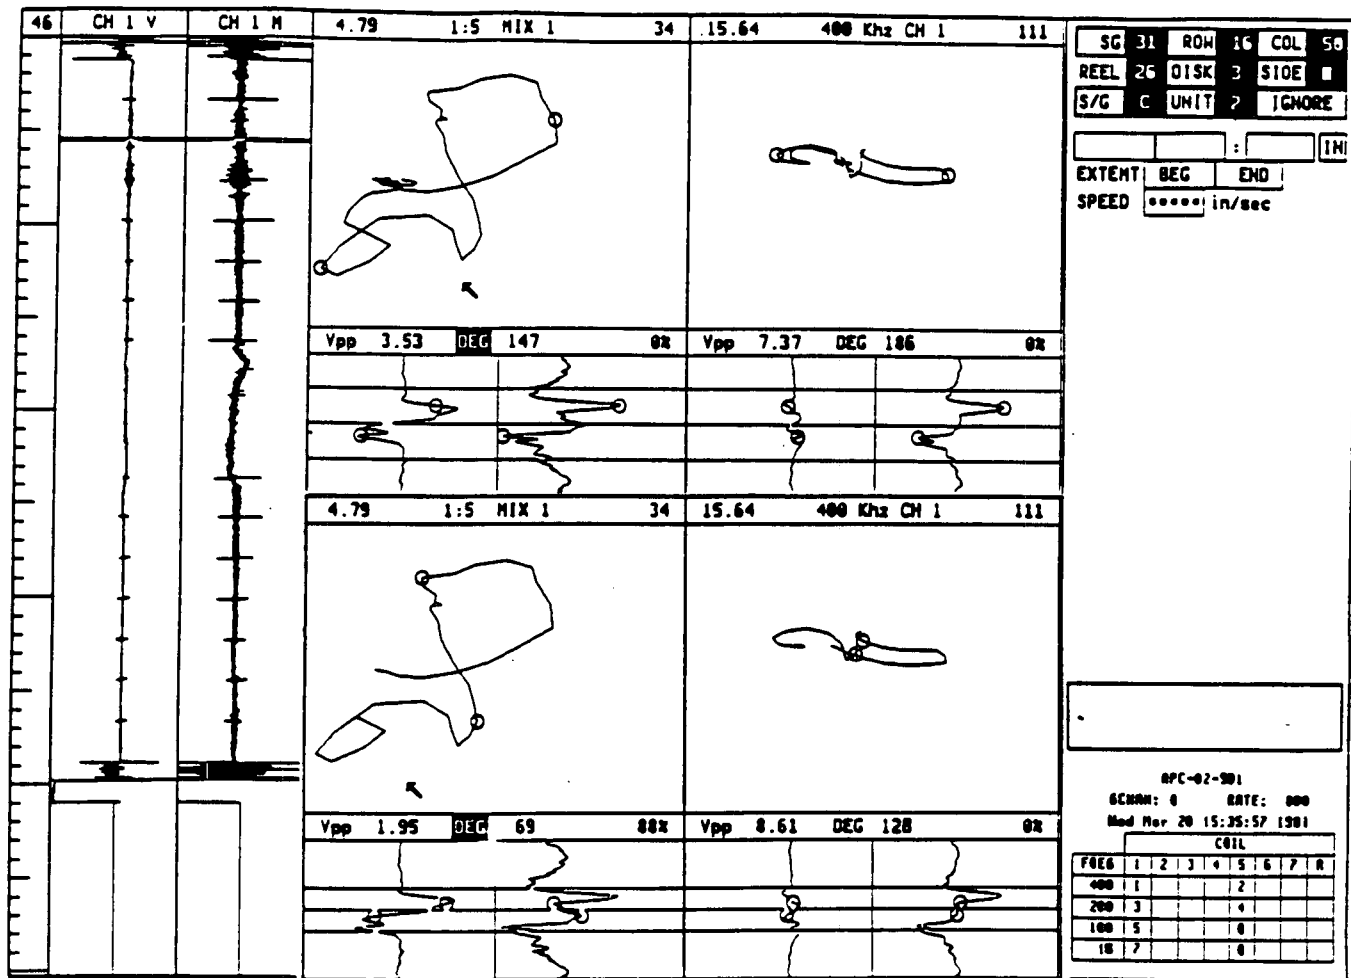 46 CH 1 V CH 1 M
4.79 1:5 MIX 1 34
15.64 400 Khz CH 1 111
SG 31 ROW 16 COL 50
REEL 26 DISK 3 SIDE
S/G C UNIT 2 IGNORE
:
EXTENT BEG END
SPEED ••••• in/sec
Vpp 3.53 DEG 147 0%
Vpp 7.37 DEG 186 0%
4.79 1:5 MIX 1 34
15.64 400 Khz CH 1 111
Vpp 1.95 DEG 69 88%
Vpp 8.61 DEG 128 0%
RATE: 800
COIL
1 2 3 4 5 6 7 R
400 1 2
200 3 4
100 5
7